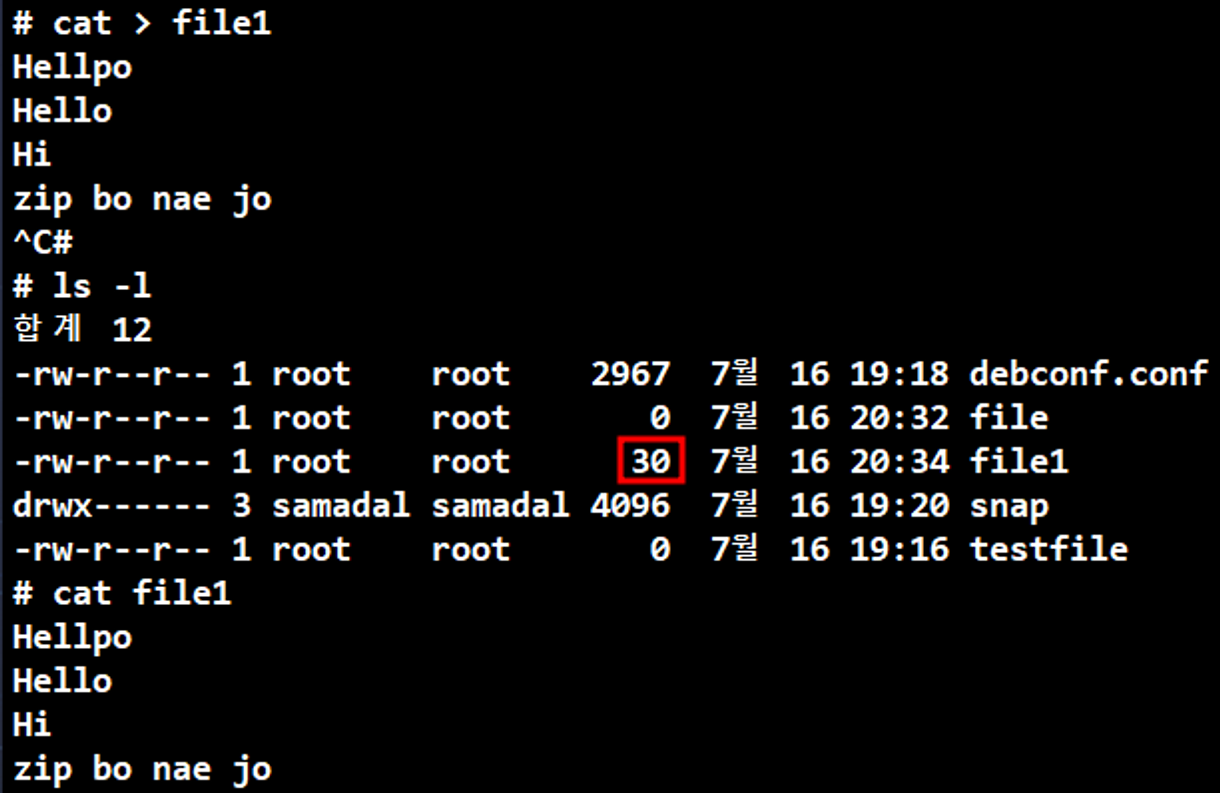 # cat > file1
Hellpo
Hello
Hi
zip bo nae jo
^C#
# ls -l
합계 12
-rw-r--r-- 1 root    root    2967  7월  16 19:18 debconf.conf
-rw-r--r-- 1 root    root       0  7월  16 20:32 file
-rw-r--r-- 1 root    root      30  7월  16 20:34 file1
drwx------ 3 samadal samadal 4096  7월  16 19:20 snap
-rw-r--r-- 1 root    root       0  7월  16 19:16 testfile
# cat file1
Hellpo
Hello
Hi
zip bo nae jo